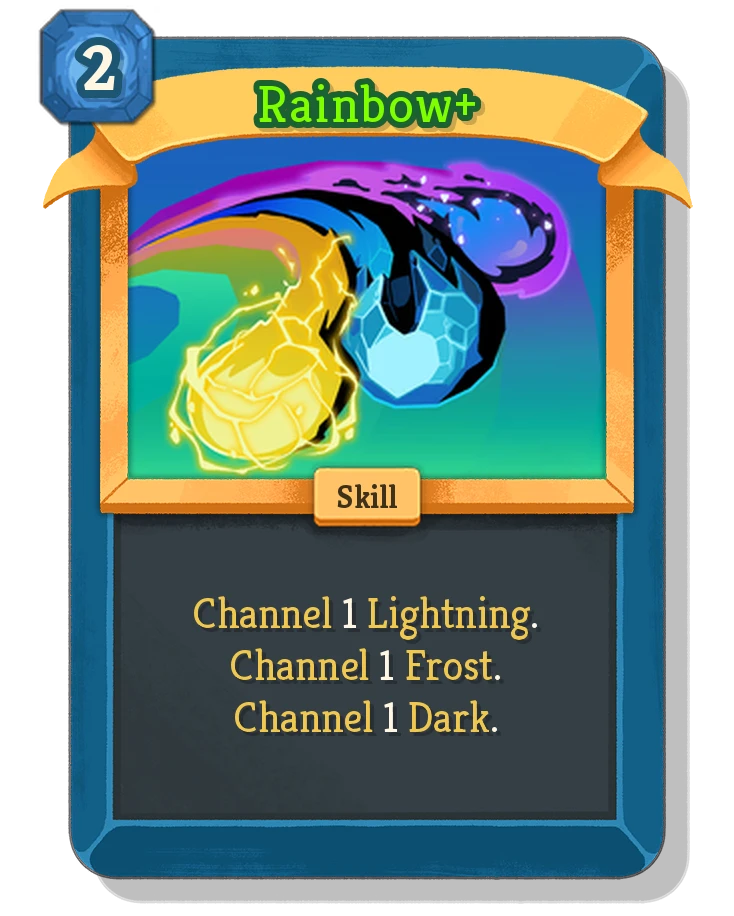 2
Rainbow+
Skill
Channel 1 Lightning.
Channel 1 Frost.
Channel 1 Dark.